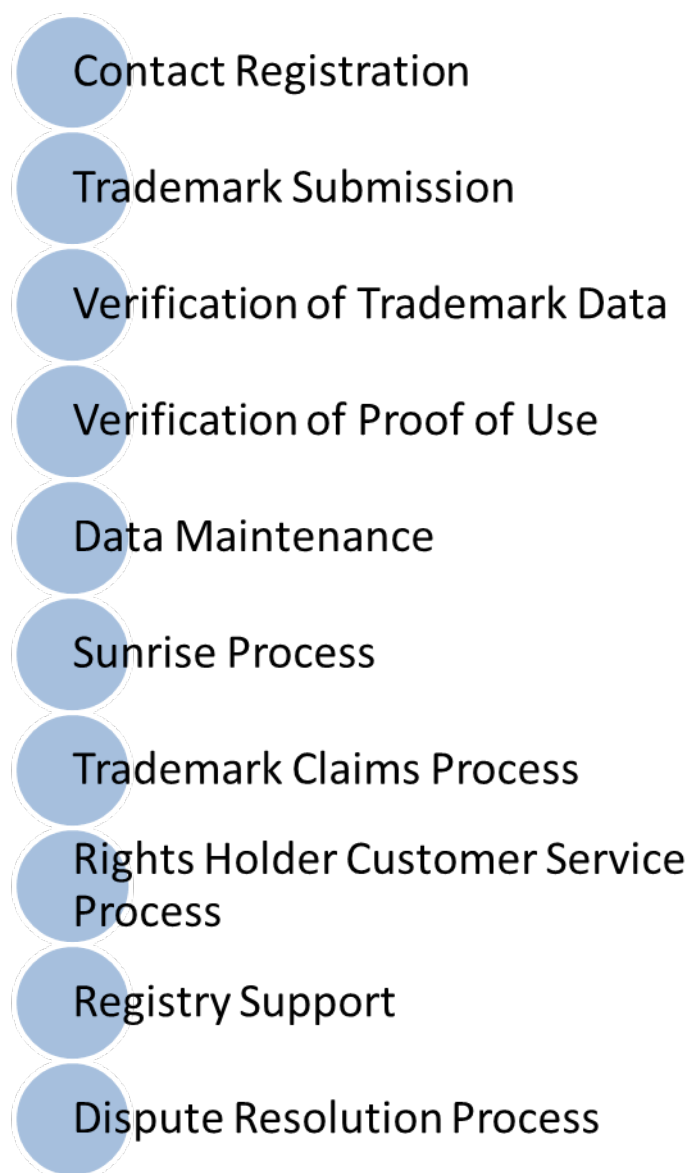 Contact Registration
Trademark Submission
Verification of Trademark Data
Verification of Proof of Use
Data Maintenance
Sunrise Process
Trademark Claims Process
Rights Holder Customer Service
Process
Registry Support
Dispute Resolution Process